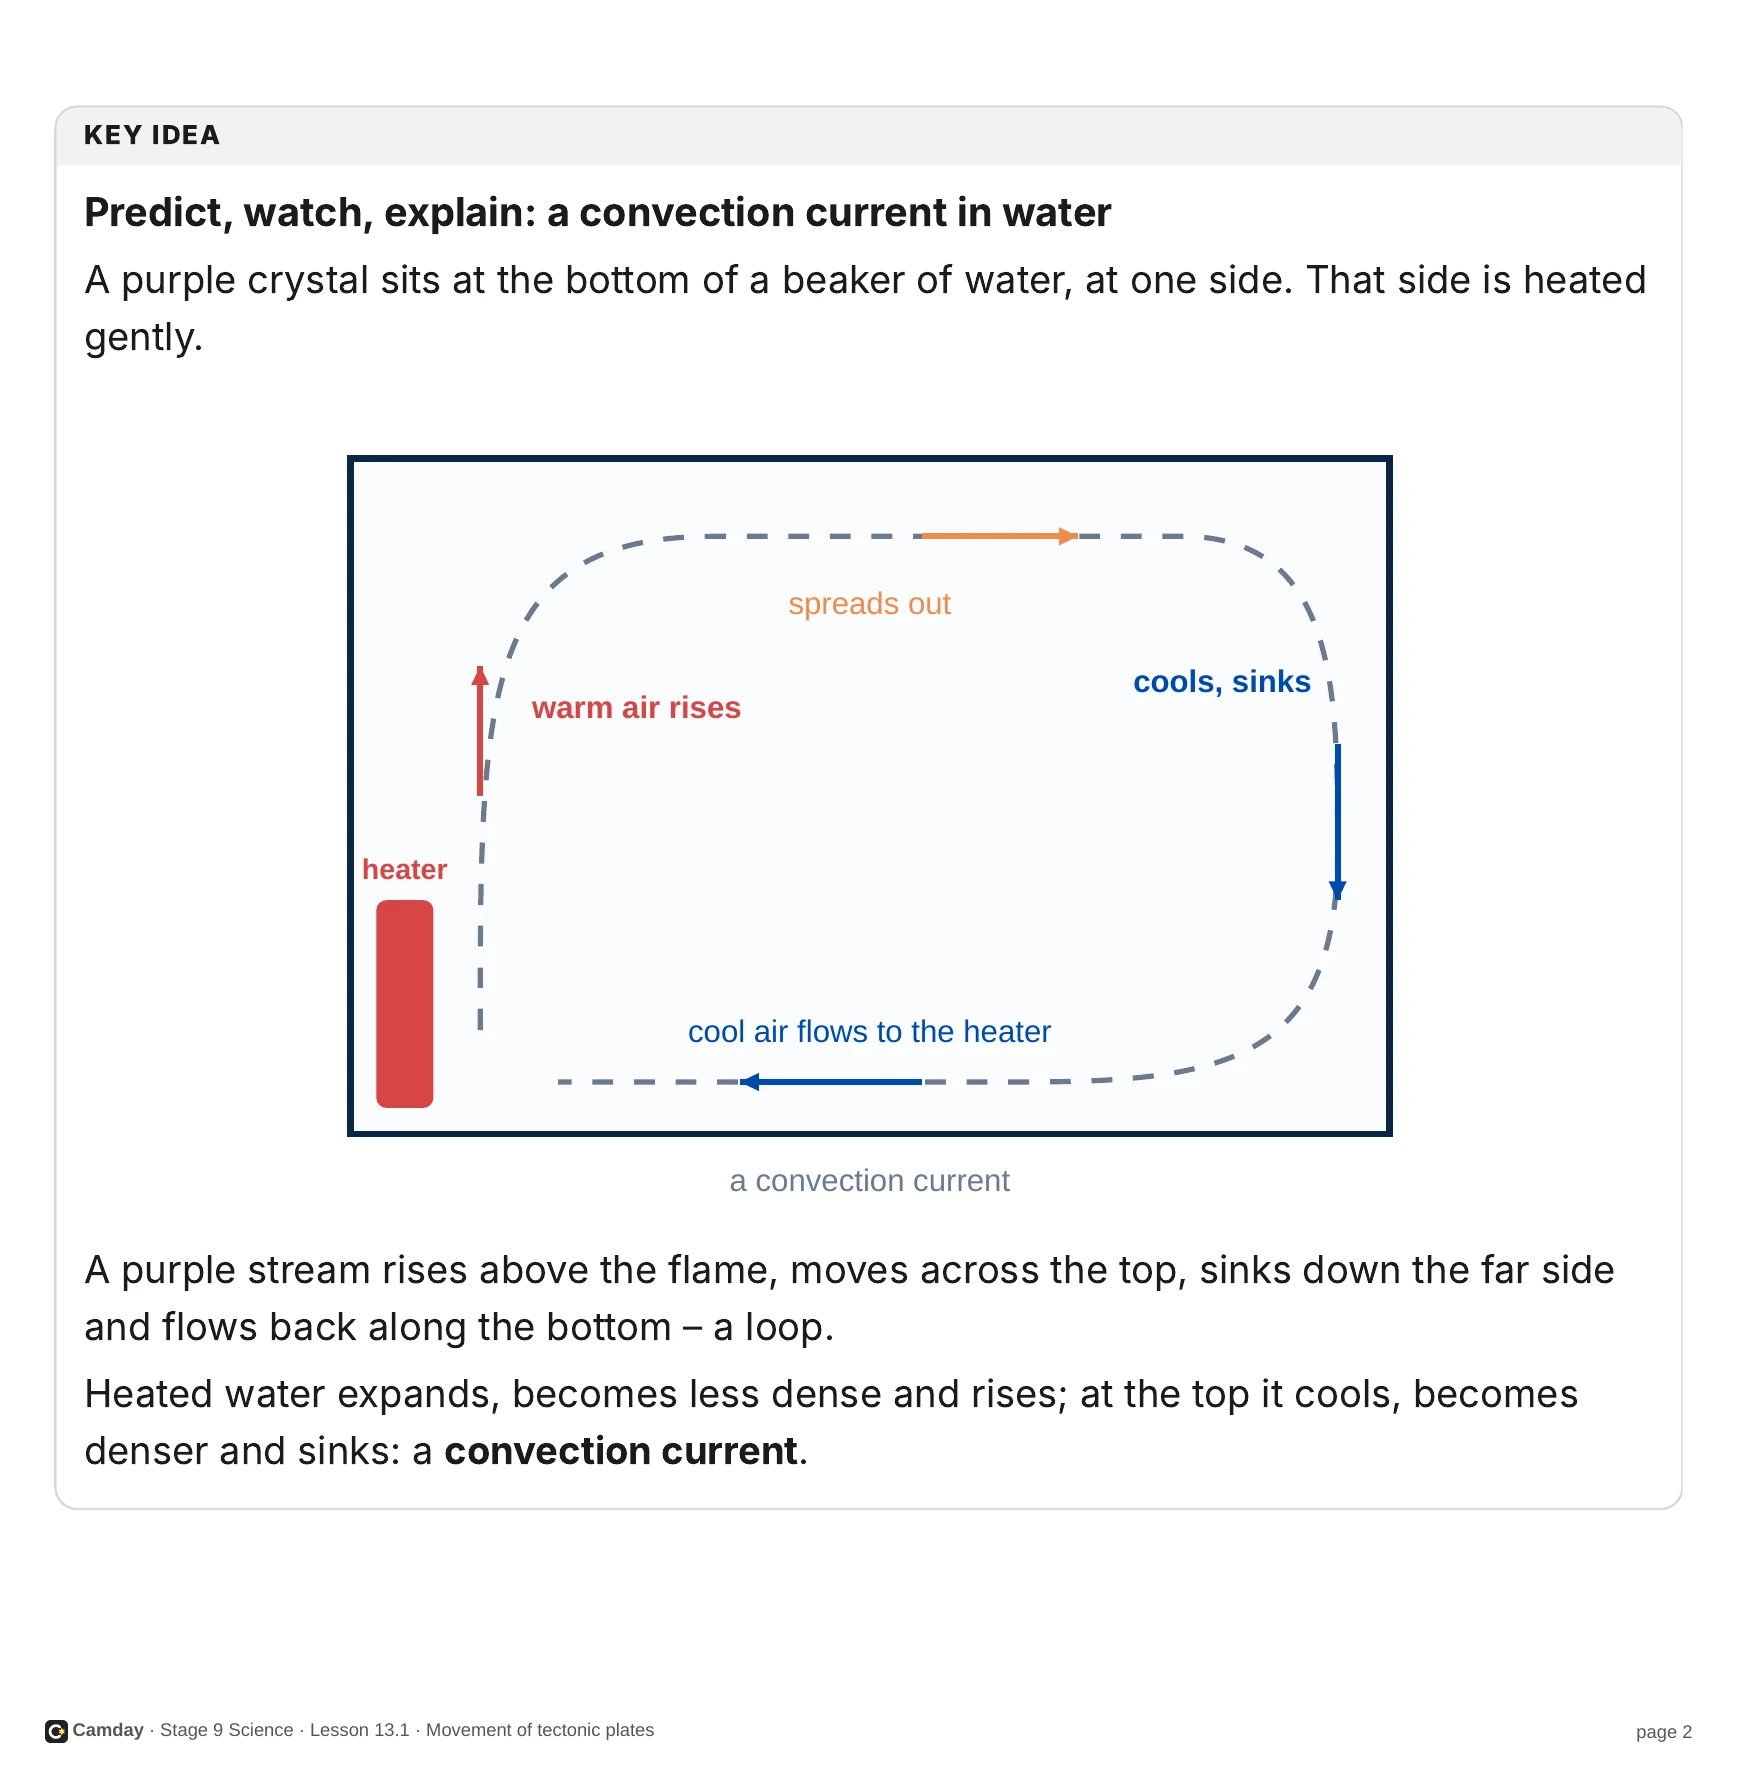 KEY IDEA
Predict, watch, explain: a convection current in water
A purple crystal sits at the bottom of a beaker of water, at one side. That side is heated
gently.
spreads out
cools, sinks
warm air rises
heater
cool air flows to the heater
a convection current
A purple stream rises above the flame, moves across the top, sinks down the far side
and flows back along the bottom – a loop.
Heated water expands, becomes less dense and rises; at the top it cools, becomes
denser and sinks: a convection current.
Camday · Stage 9 Science · Lesson 13.1 · Movement of tectonic plates
page 2